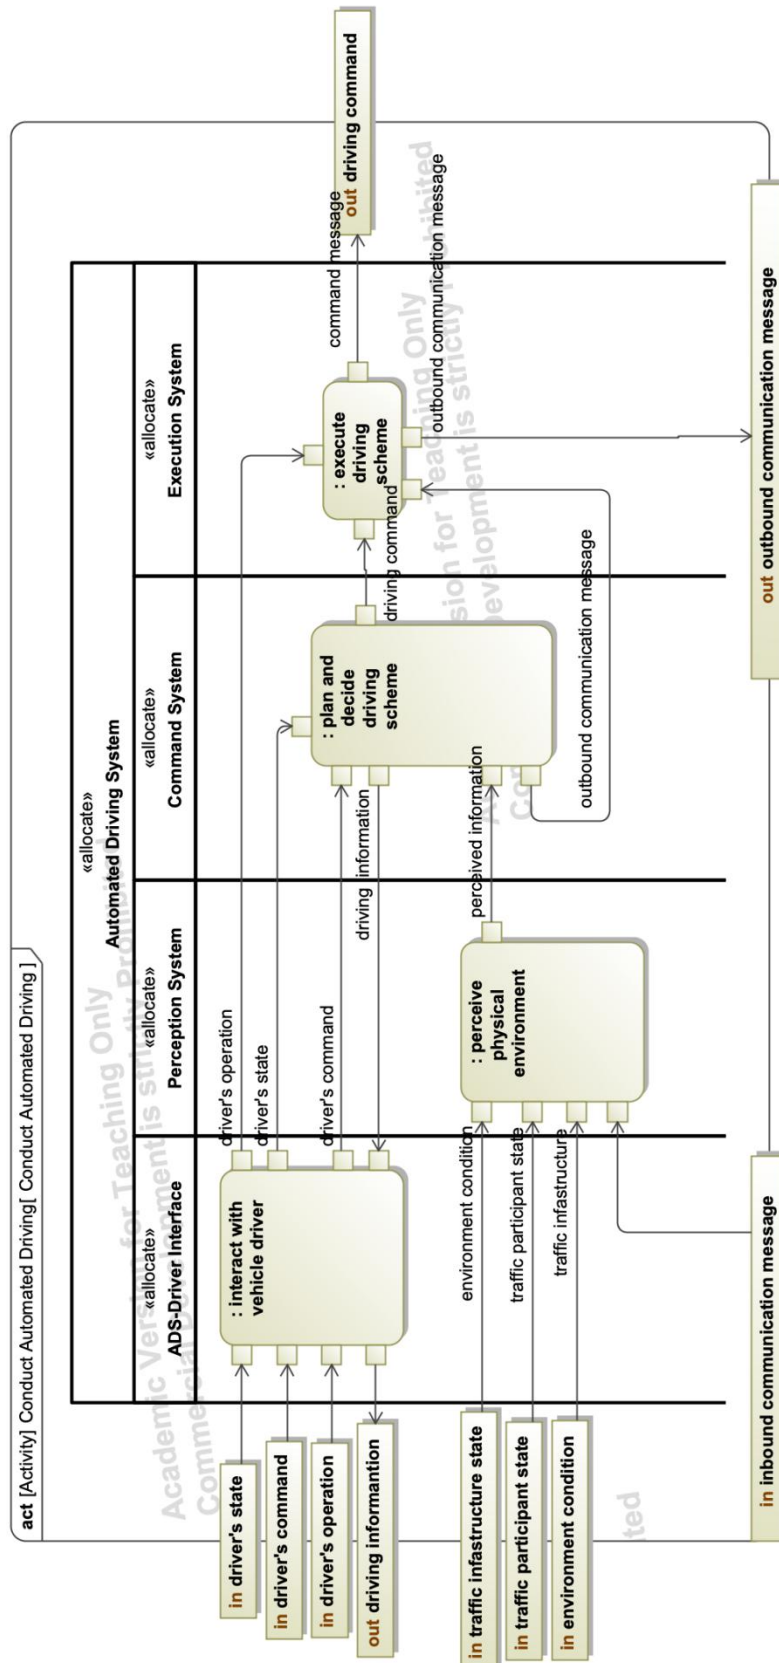 act [Activity] Conduct Automated Driving[ Conduct Automated Driving ]
«allocate»
Automated Driving System
«allocate»
ADS-Driver Interface
«allocate»
Perception System
«allocate»
Command System
«allocate»
Execution System
in driver's state
in driver's command
in driver's operation
out driving informantion
in traffic infastructure state
in traffic participant state
in environment condition
in inbound communication message
: interact with
vehicle driver
driver's operation
driver's state
driver's command
driving information
environment condition
traffic participant state
traffic infastructure
: perceive
physical
environment
perceived information
: plan and
decide
driving
scheme
driving command
outbound communication message
: execute
driving
scheme
command message
outbound communication message
out driving command
out outbound communication message
Academic Version for Teaching Only
Commercial Development is strictly Prohibited